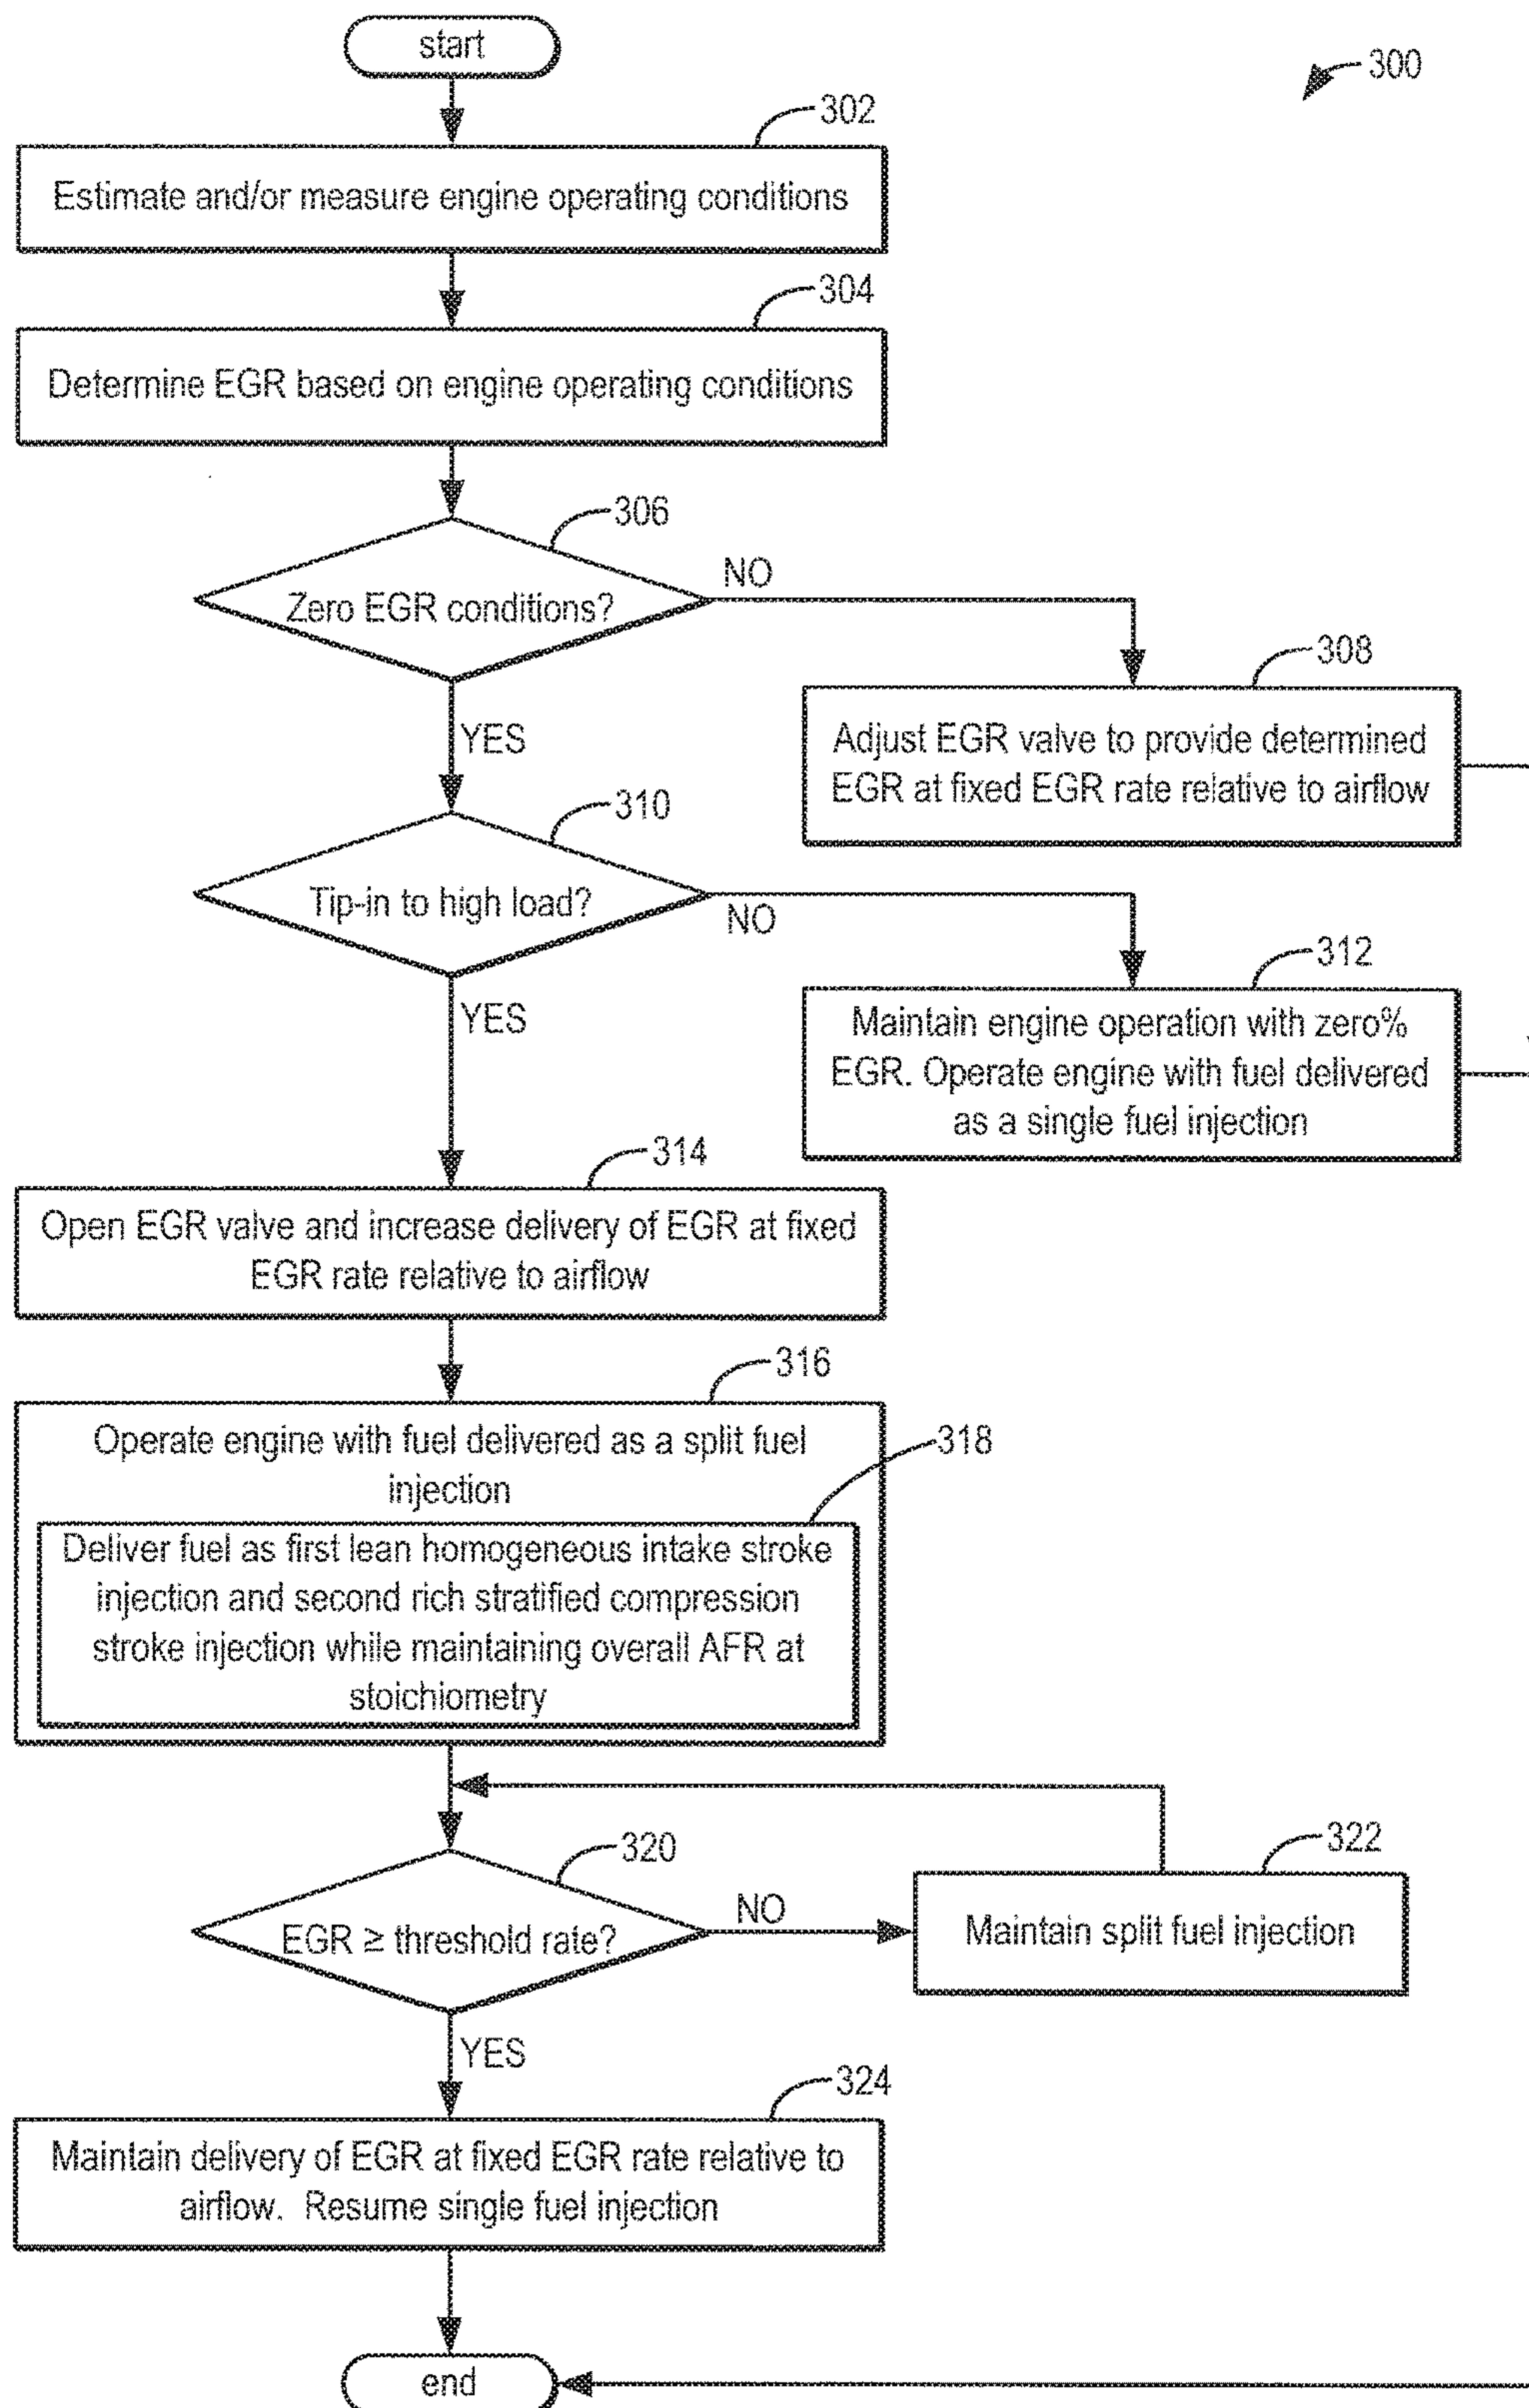 start
300
302
Estimate and/or measure engine operating conditions
304
Determine EGR based on engine operating conditions
306
Zero EGR conditions?
NO
YES
308
Adjust EGR valve to provide determined
EGR at fixed EGR rate relative to airflow
310
Tip-in to high load?
NO
YES
312
Maintain engine operation with zero%
EGR. Operate engine with fuel delivered
as a single fuel injection
314
Open EGR valve and increase delivery of EGR at fixed
EGR rate relative to airflow
316
Operate engine with fuel delivered as a split fuel
injection
318
Deliver fuel as first lean homogeneous intake stroke
injection and second rich stratified compression
stroke injection while maintaining overall AFR at
stoichiometry
320
EGR ≥ threshold rate?
NO
YES
322
Maintain split fuel injection
324
Maintain delivery of EGR at fixed EGR rate relative to
airflow. Resume single fuel injection
end